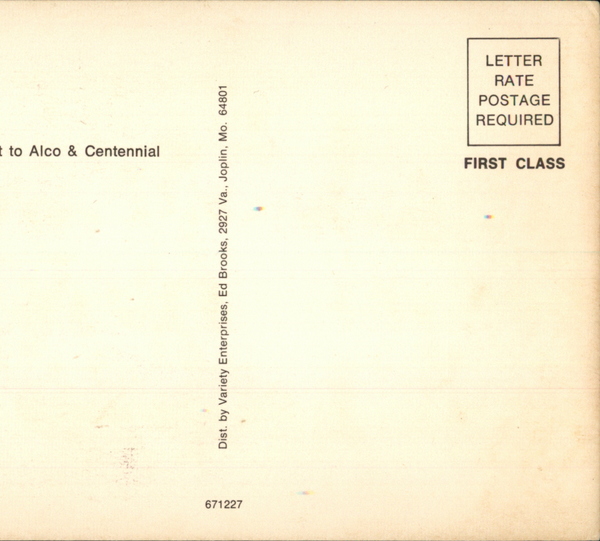 t to Alco & Centennial
Dist. by Variety Enterprises, Ed Brooks, 2927 Va., Joplin, Mo. 64801
671227
LETTER
RATE
POSTAGE
REQUIRED
FIRST CLASS